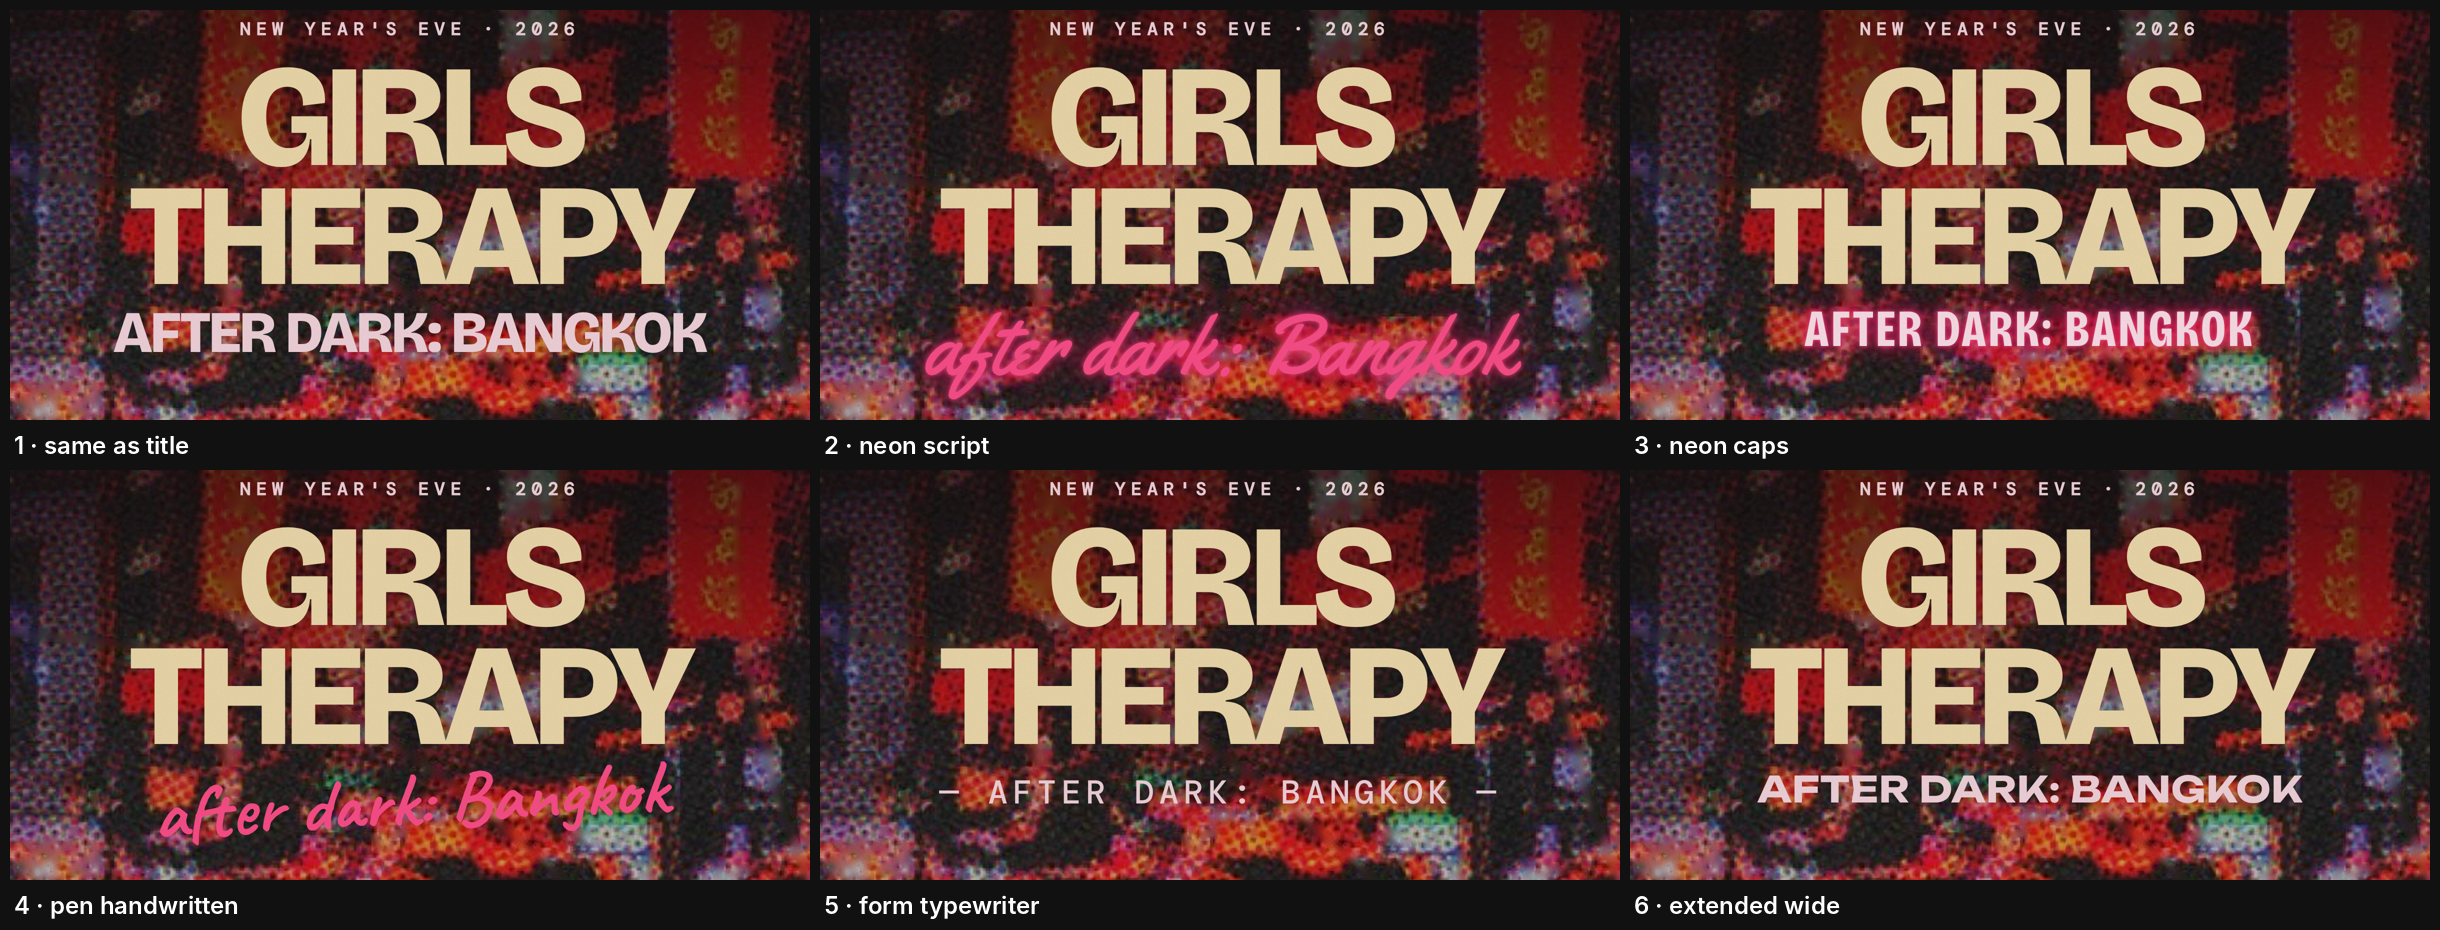 NEW YEAR'S EVE · 2026
GIRLS
THERAPY
AFTER DARK: BANGKOK
1 · same as title
NEW YEAR'S EVE · 2026
GIRLS
THERAPY
after dark: Bangkok
2 · neon script
NEW YEAR'S EVE · 2026
GIRLS
THERAPY
AFTER DARK: BANGKOK
3 · neon caps
NEW YEAR'S EVE · 2026
GIRLS
THERAPY
after dark: Bangkok
4 · pen handwritten
NEW YEAR'S EVE · 2026
GIRLS
THERAPY
— AFTER DARK: BANGKOK —
5 · form typewriter
NEW YEAR'S EVE · 2026
GIRLS
THERAPY
AFTER DARK: BANGKOK
6 · extended wide